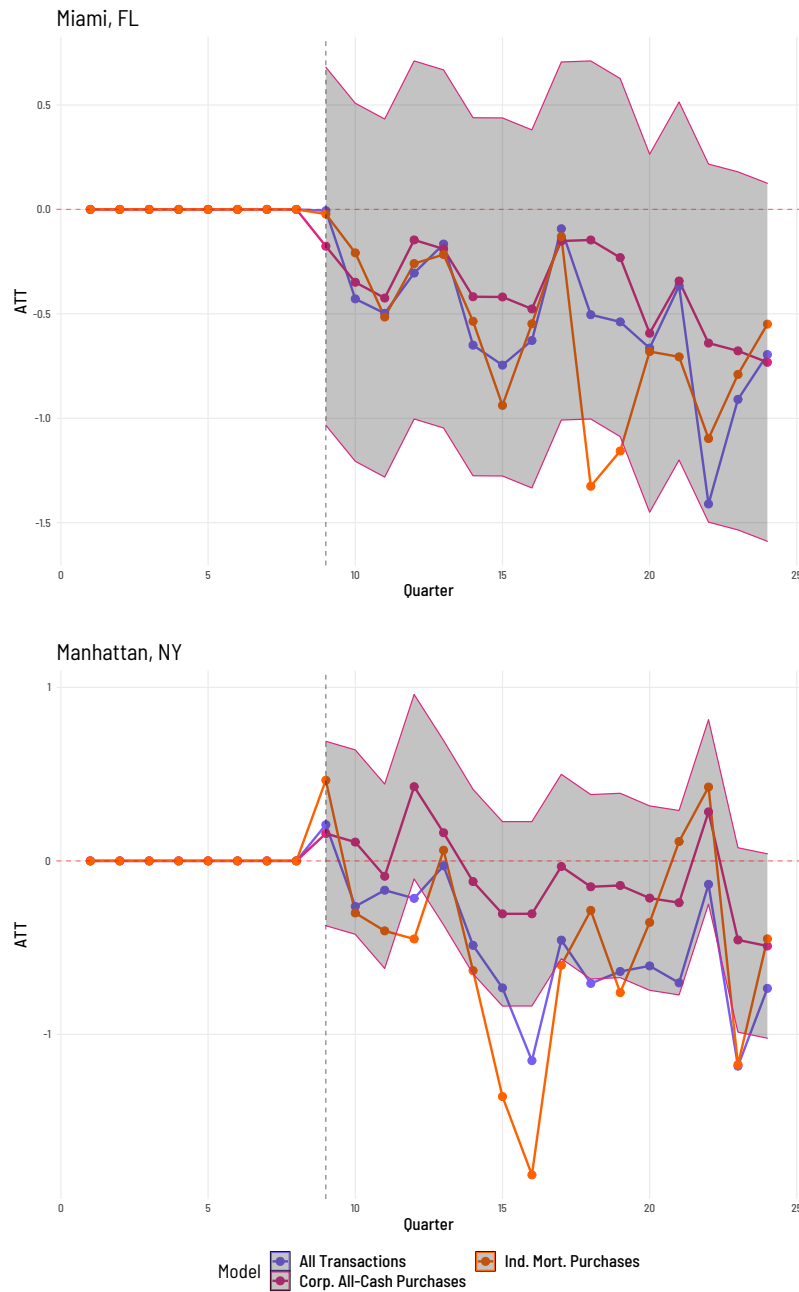 Miami, FL
0.5
0.0
-0.5
-1.0
-1.5
ATT
0 5 10 15 20 25
Quarter
Manhattan, NY
1
0
-1
ATT
0 5 10 15 20 25
Quarter
Model
All Transactions
Corp. All-Cash Purchases
Ind. Mort. Purchases